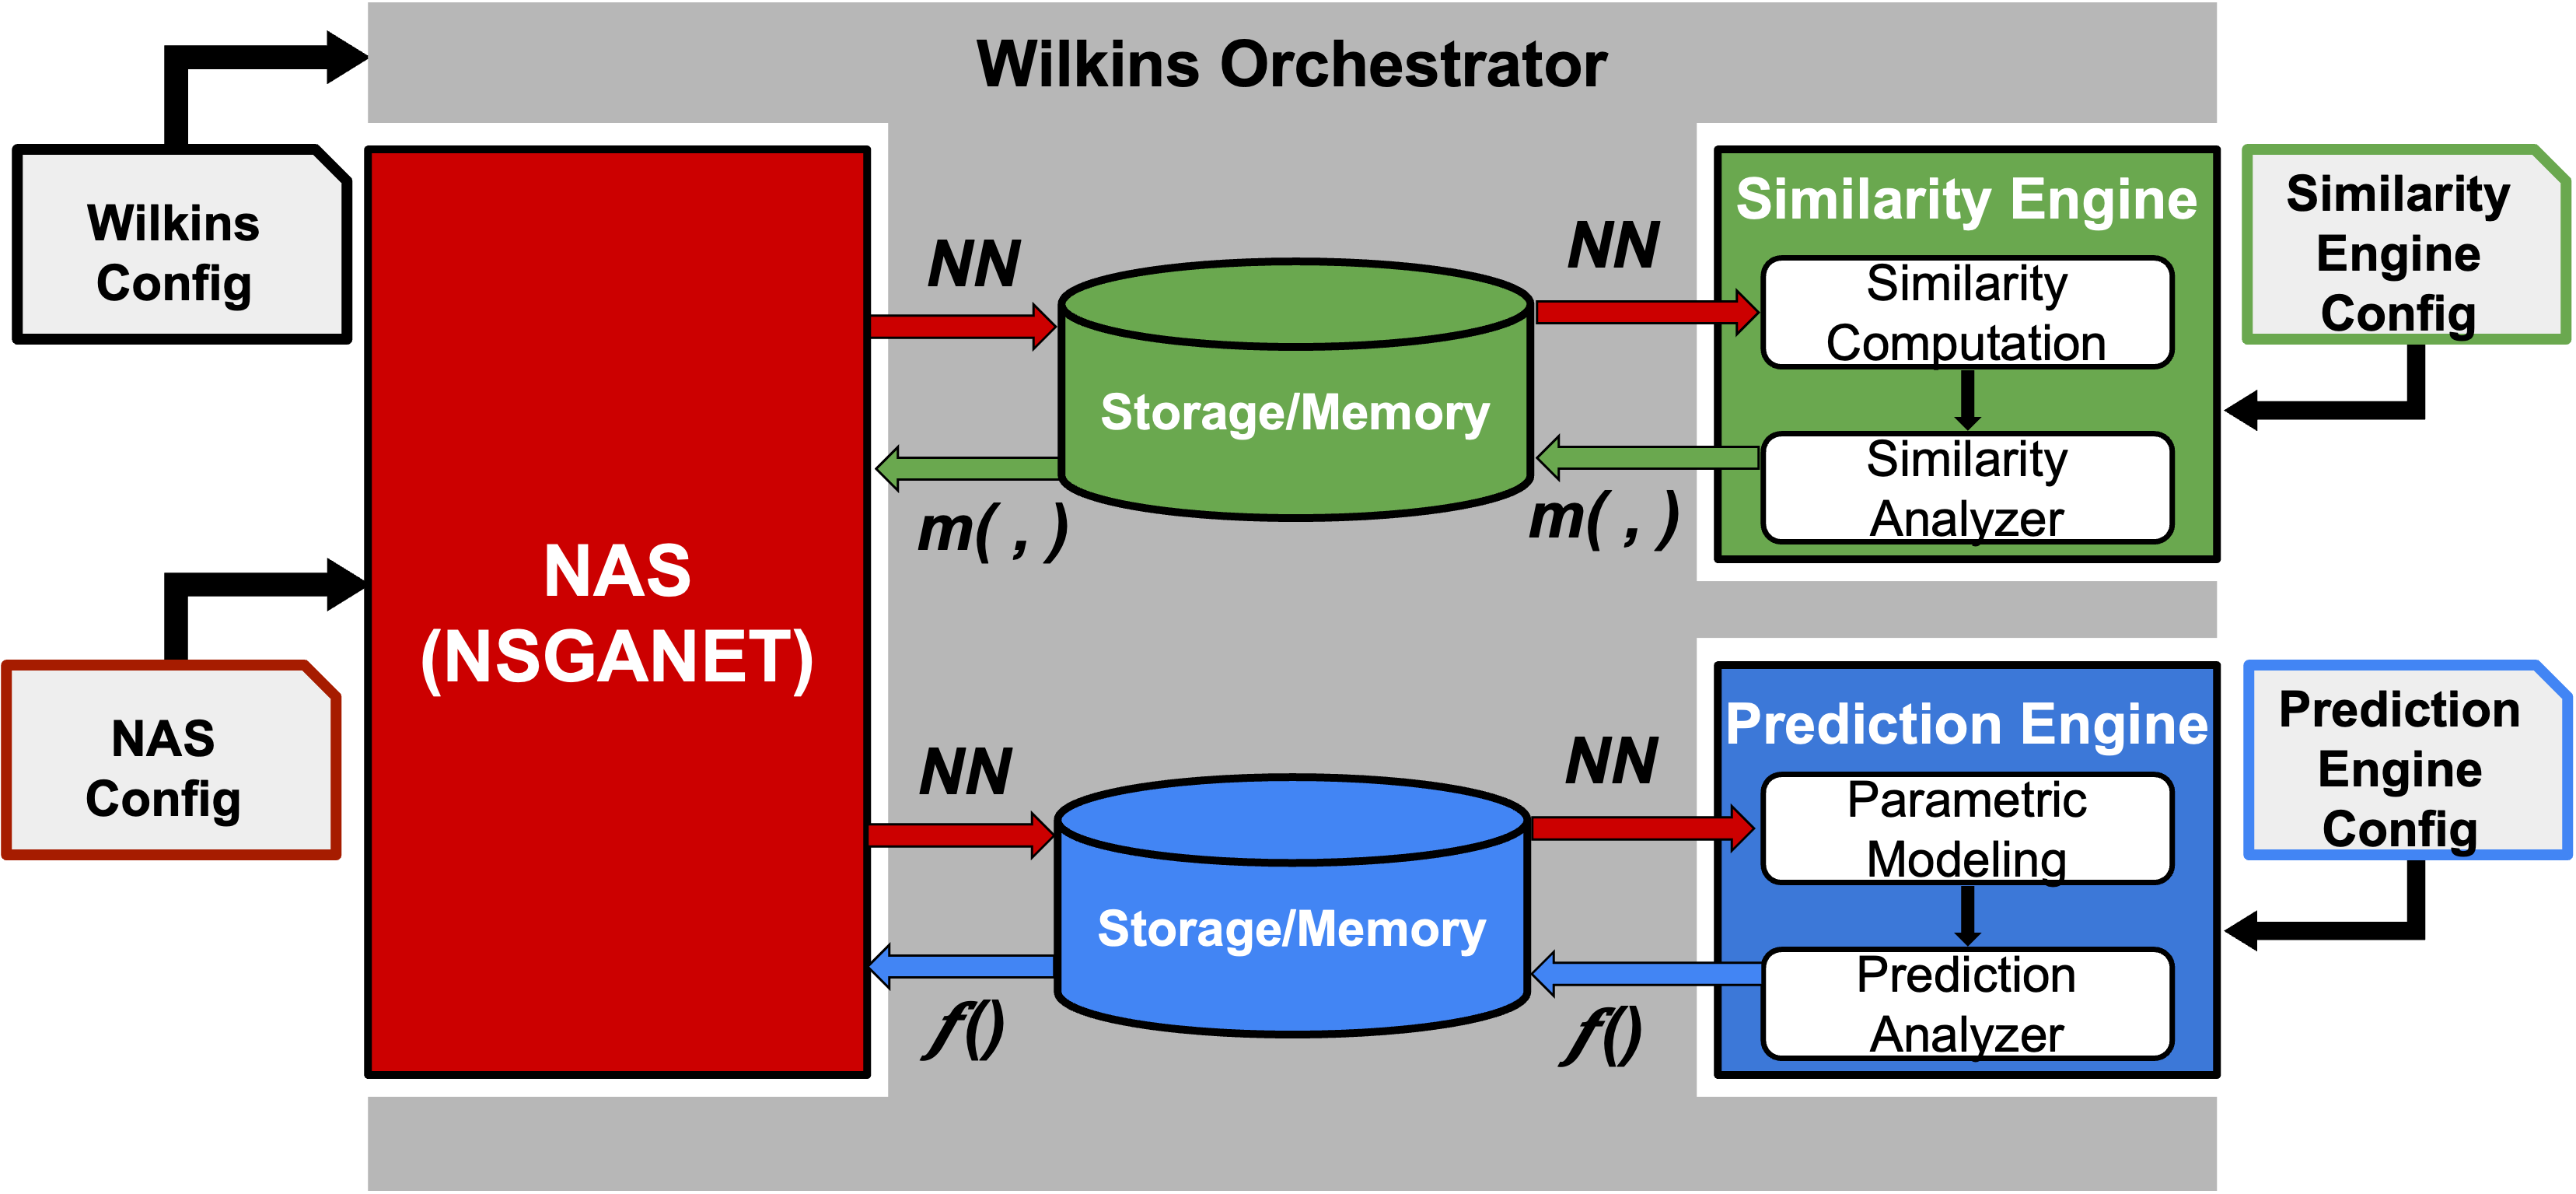 Wilkins Orchestrator
Wilkins
Config
NAS
Config
NAS
(NSGANET)
NN
NN
Storage/Memory
m( , )
m( , )
Similarity Engine
Similarity
Computation
Similarity
Analyzer
Similarity
Engine
Config
NN
NN
Storage/Memory
f()
f()
Prediction Engine
Parametric
Modeling
Prediction
Analyzer
Prediction
Engine
Config